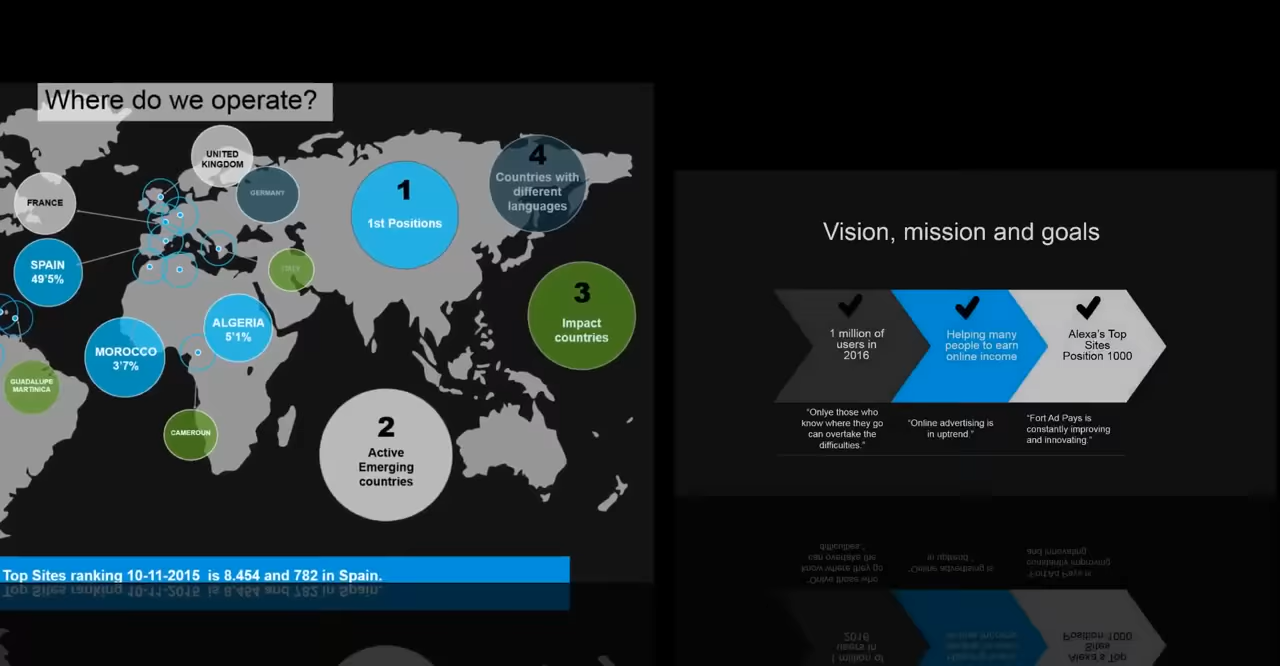 Where do we operate?
UNITED
KINGDOM
GERMANY
FRANCE
SPAIN
49'5%
ALGERIA
5'1%
MOROCCO
3'7%
GUADALUPE
MARTINICA
CAMEROUN
1
1st Positions
4
Countries with
different
languages
3
Impact
countries
2
Active
Emerging
countries
Top Sites ranking 10-11-2015 is 8.454 and 782 in Spain.
Vision, mission and goals
1 million of
users in
2016
Helping many
people to earn
online income
Alexa's Top
Sites
Position 1000
"Onlye those who
know where they go
can overtake the
difficulties."
"Online advertising is
in uptrend."
"Fort Ad Pays is
constantly improving
and innovating."